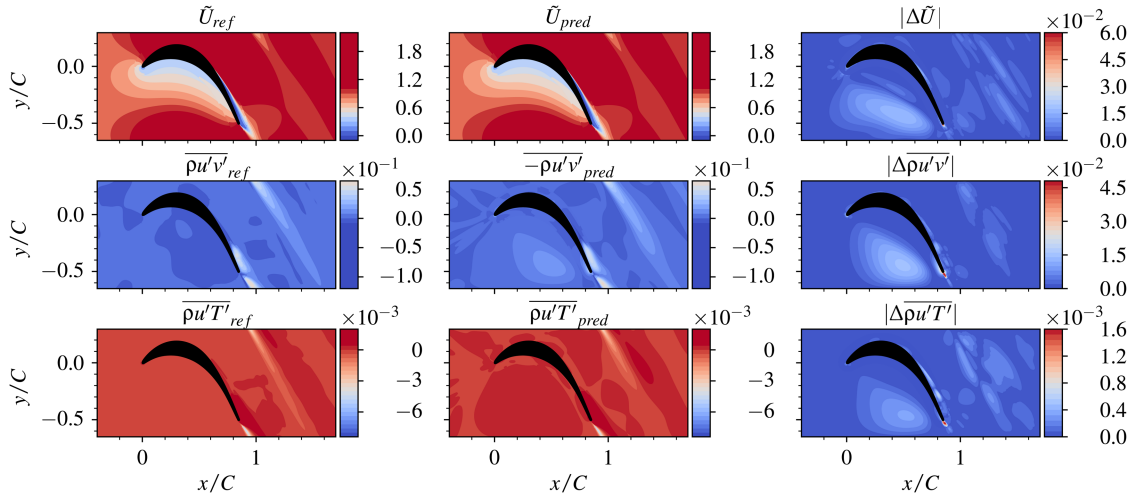 Ũ_ref Ũ_pred |ΔŨ|
×10⁻²
y/C 0.0 −0.5
1.8 1.2 0.6 0.0
1.8 1.2 0.6 0.0
6.0 4.5 3.0 1.5 0.0
ρu′v′_ref −ρu′v′_pred |Δρu′v′|
×10⁻¹ ×10⁻¹ ×10⁻²
y/C 0.0 −0.5
0.5 0.0 −0.5 −1.0
0.5 0.0 −0.5 −1.0
4.5 3.0 1.5 0.0
ρu′T′_ref ρu′T′_pred |Δρu′T′|
×10⁻³ ×10⁻³ ×10⁻³
y/C 0.0 −0.5
0 −3 −6
0 −3 −6
1.6 1.2 0.8 0.4 0.0
0 1 0 1 0 1
x/C x/C x/C